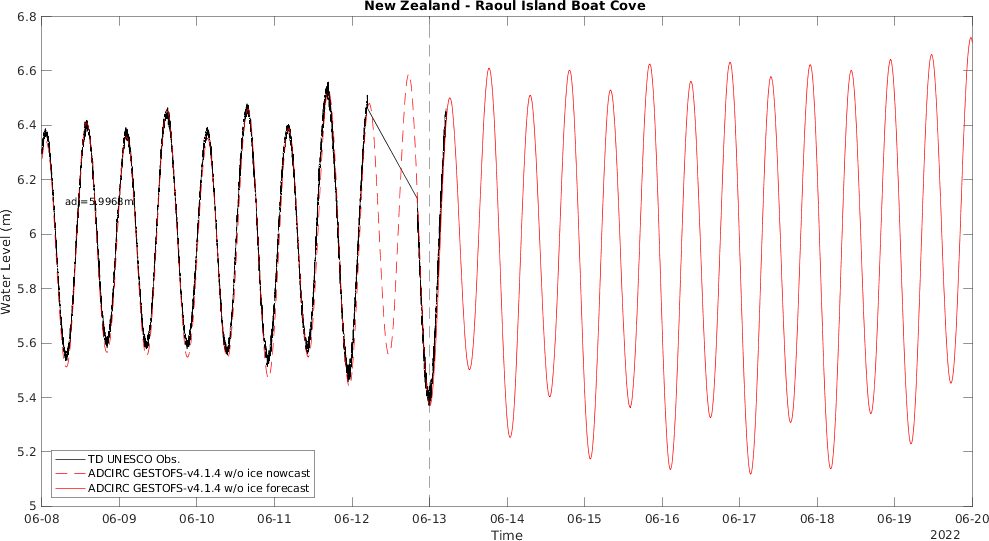 New Zealand - Raoul Island Boat Cove
6.8
6.6
6.4
6.2
6
5.8
5.6
5.4
5.2
5
Water Level (m)
adj=5.9968m
TD UNESCO Obs.
ADCIRC GESTOFS-v4.1.4 w/o ice nowcast
ADCIRC GESTOFS-v4.1.4 w/o ice forecast
06-08 06-09 06-10 06-11 06-12 06-13 06-14 06-15 06-16 06-17 06-18 06-19 06-20
Time
2022